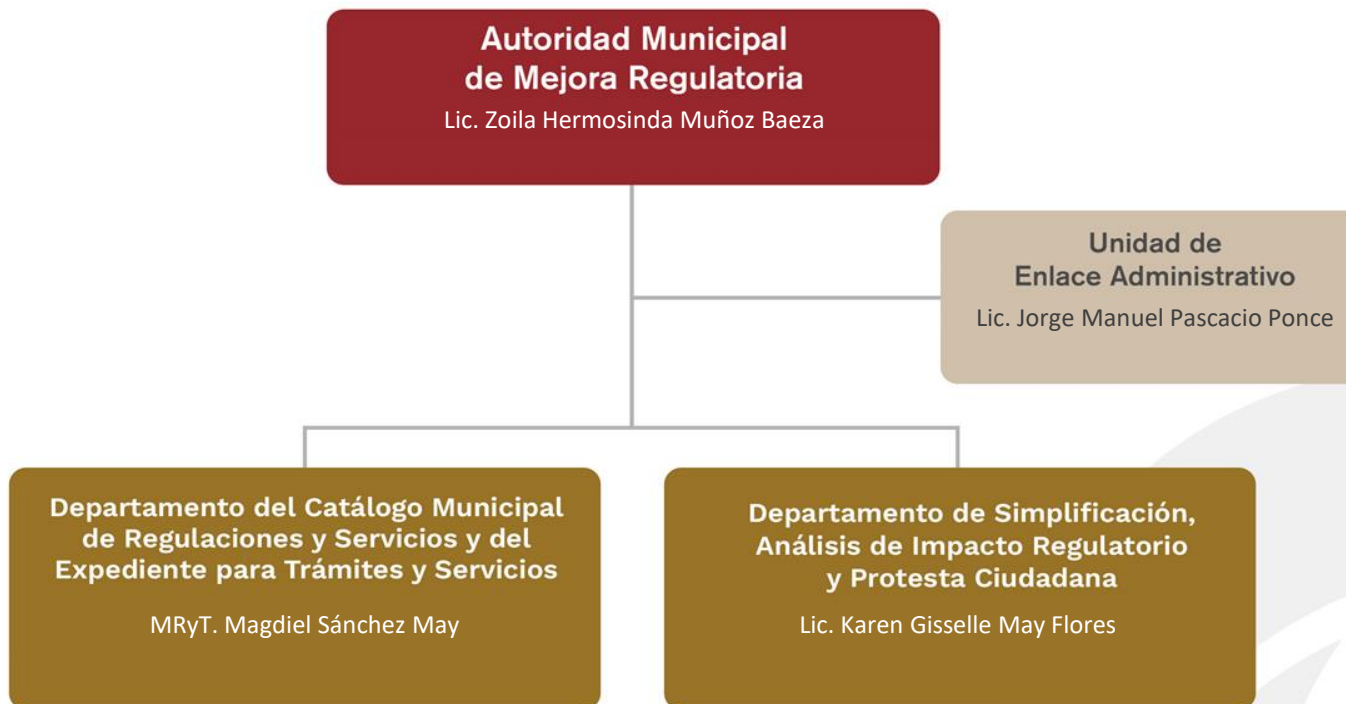 Autoridad Municipal
de Mejora Regulatoria
Lic. Zoila Hermosinda Muñoz Baeza
Unidad de
Enlace Administrativo
Lic. Jorge Manuel Pascacio Ponce
Departamento del Catálogo Municipal
de Regulaciones y Servicios y del
Expediente para Trámites y Servicios
MRyT. Magdiel Sánchez May
Departamento de Simplificación,
Análisis de Impacto Regulatorio
y Protesta Ciudadana
Lic. Karen Gisselle May Flores